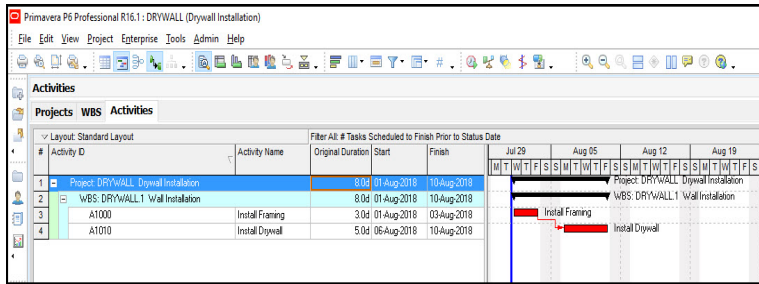 Primavera P6 Professional R16.1 : DRYWALL (Drywall Installation)
File Edit View Project Enterprise Tools Admin Help
Activities
Projects WBS Activities
Layout: Standard Layout Filter All: # Tasks Scheduled to Finish Prior to Status Date
# Activity ID Activity Name Original Duration Start Finish Jul 29 Aug 05 Aug 12 Aug 19
M T W T F S S M T W T F S S M T W T F S S M T W T F S
1 Project: DRYWALL Drywall Installation 8.0d 01-Aug-2018 10-Aug-2018 Project: DRYWALL Drywall Installation
2 WBS: DRYWALL.1 Wall Installation 8.0d 01-Aug-2018 10-Aug-2018 WBS: DRYWALL.1 Wall Installation
3 A1000 Install Framing 3.0d 01-Aug-2018 03-Aug-2018 Install Framing
4 A1010 Install Drywall 5.0d 06-Aug-2018 10-Aug-2018 Install Drywall